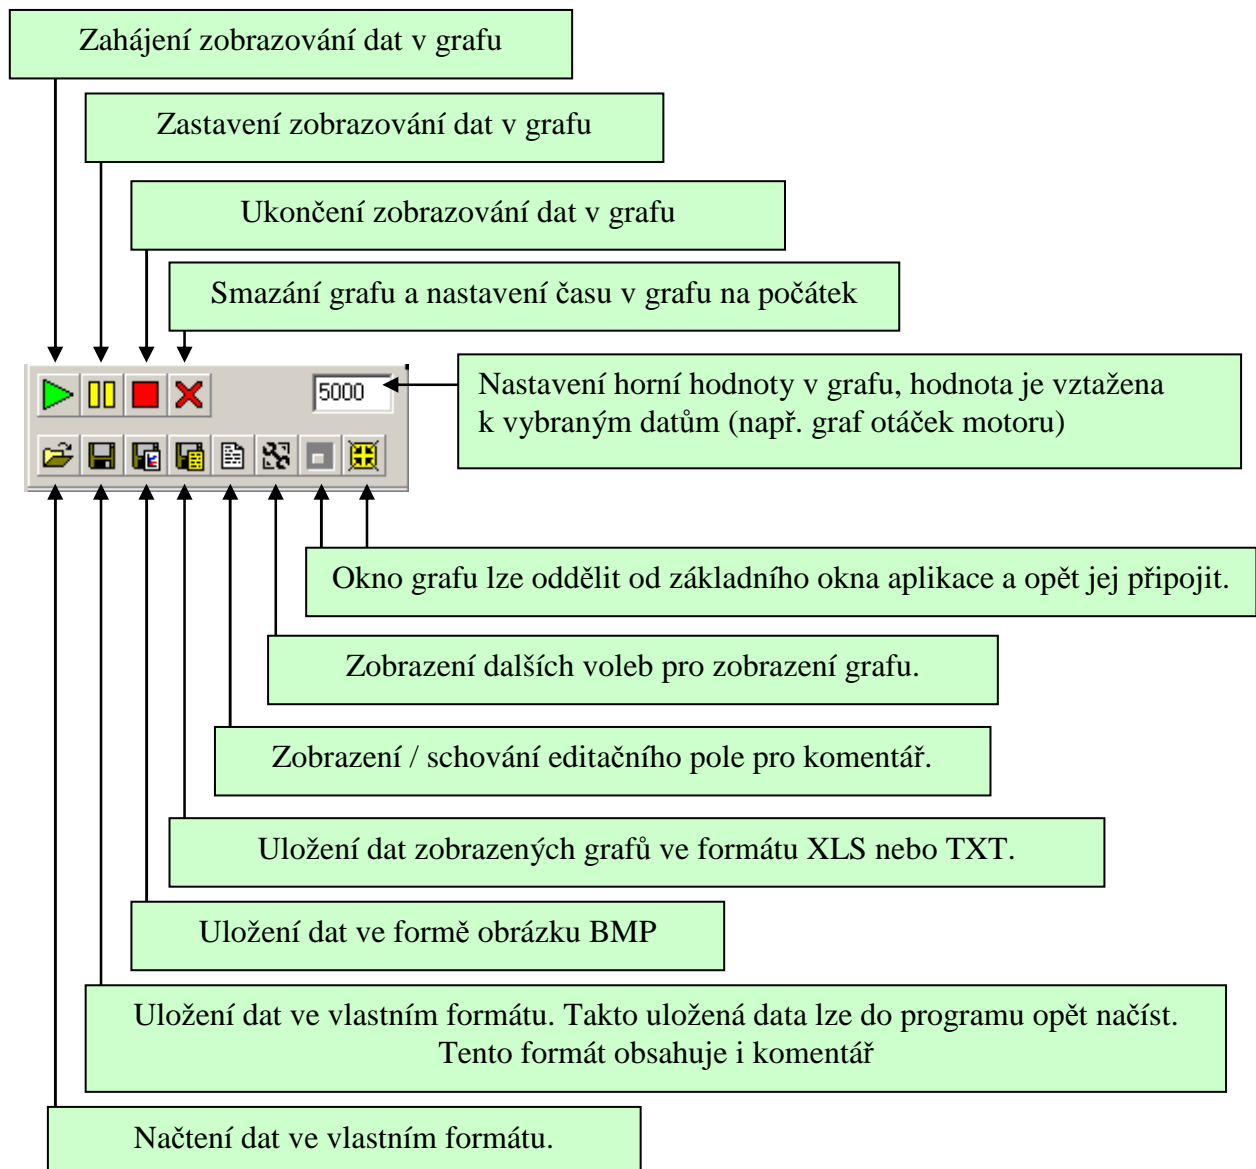 Zahájení zobrazování dat v grafu
Zastavení zobrazování dat v grafu
Ukončení zobrazování dat v grafu
Smazání grafu a nastavení času v grafu na počátek
5000
Nastavení horní hodnoty v grafu, hodnota je vztažena
k vybraným datům (např. graf otáček motoru)
Okno grafu lze oddělit od základního okna aplikace a opět jej připojit.
Zobrazení dalších voleb pro zobrazení grafu.
Zobrazení / schování editačního pole pro komentář.
Uložení dat zobrazených grafů ve formátu XLS nebo TXT.
Uložení dat ve formě obrázku BMP
Uložení dat ve vlastním formátu. Takto uložená data lze do programu opět načíst.
Tento formát obsahuje i komentář
Načtení dat ve vlastním formátu.